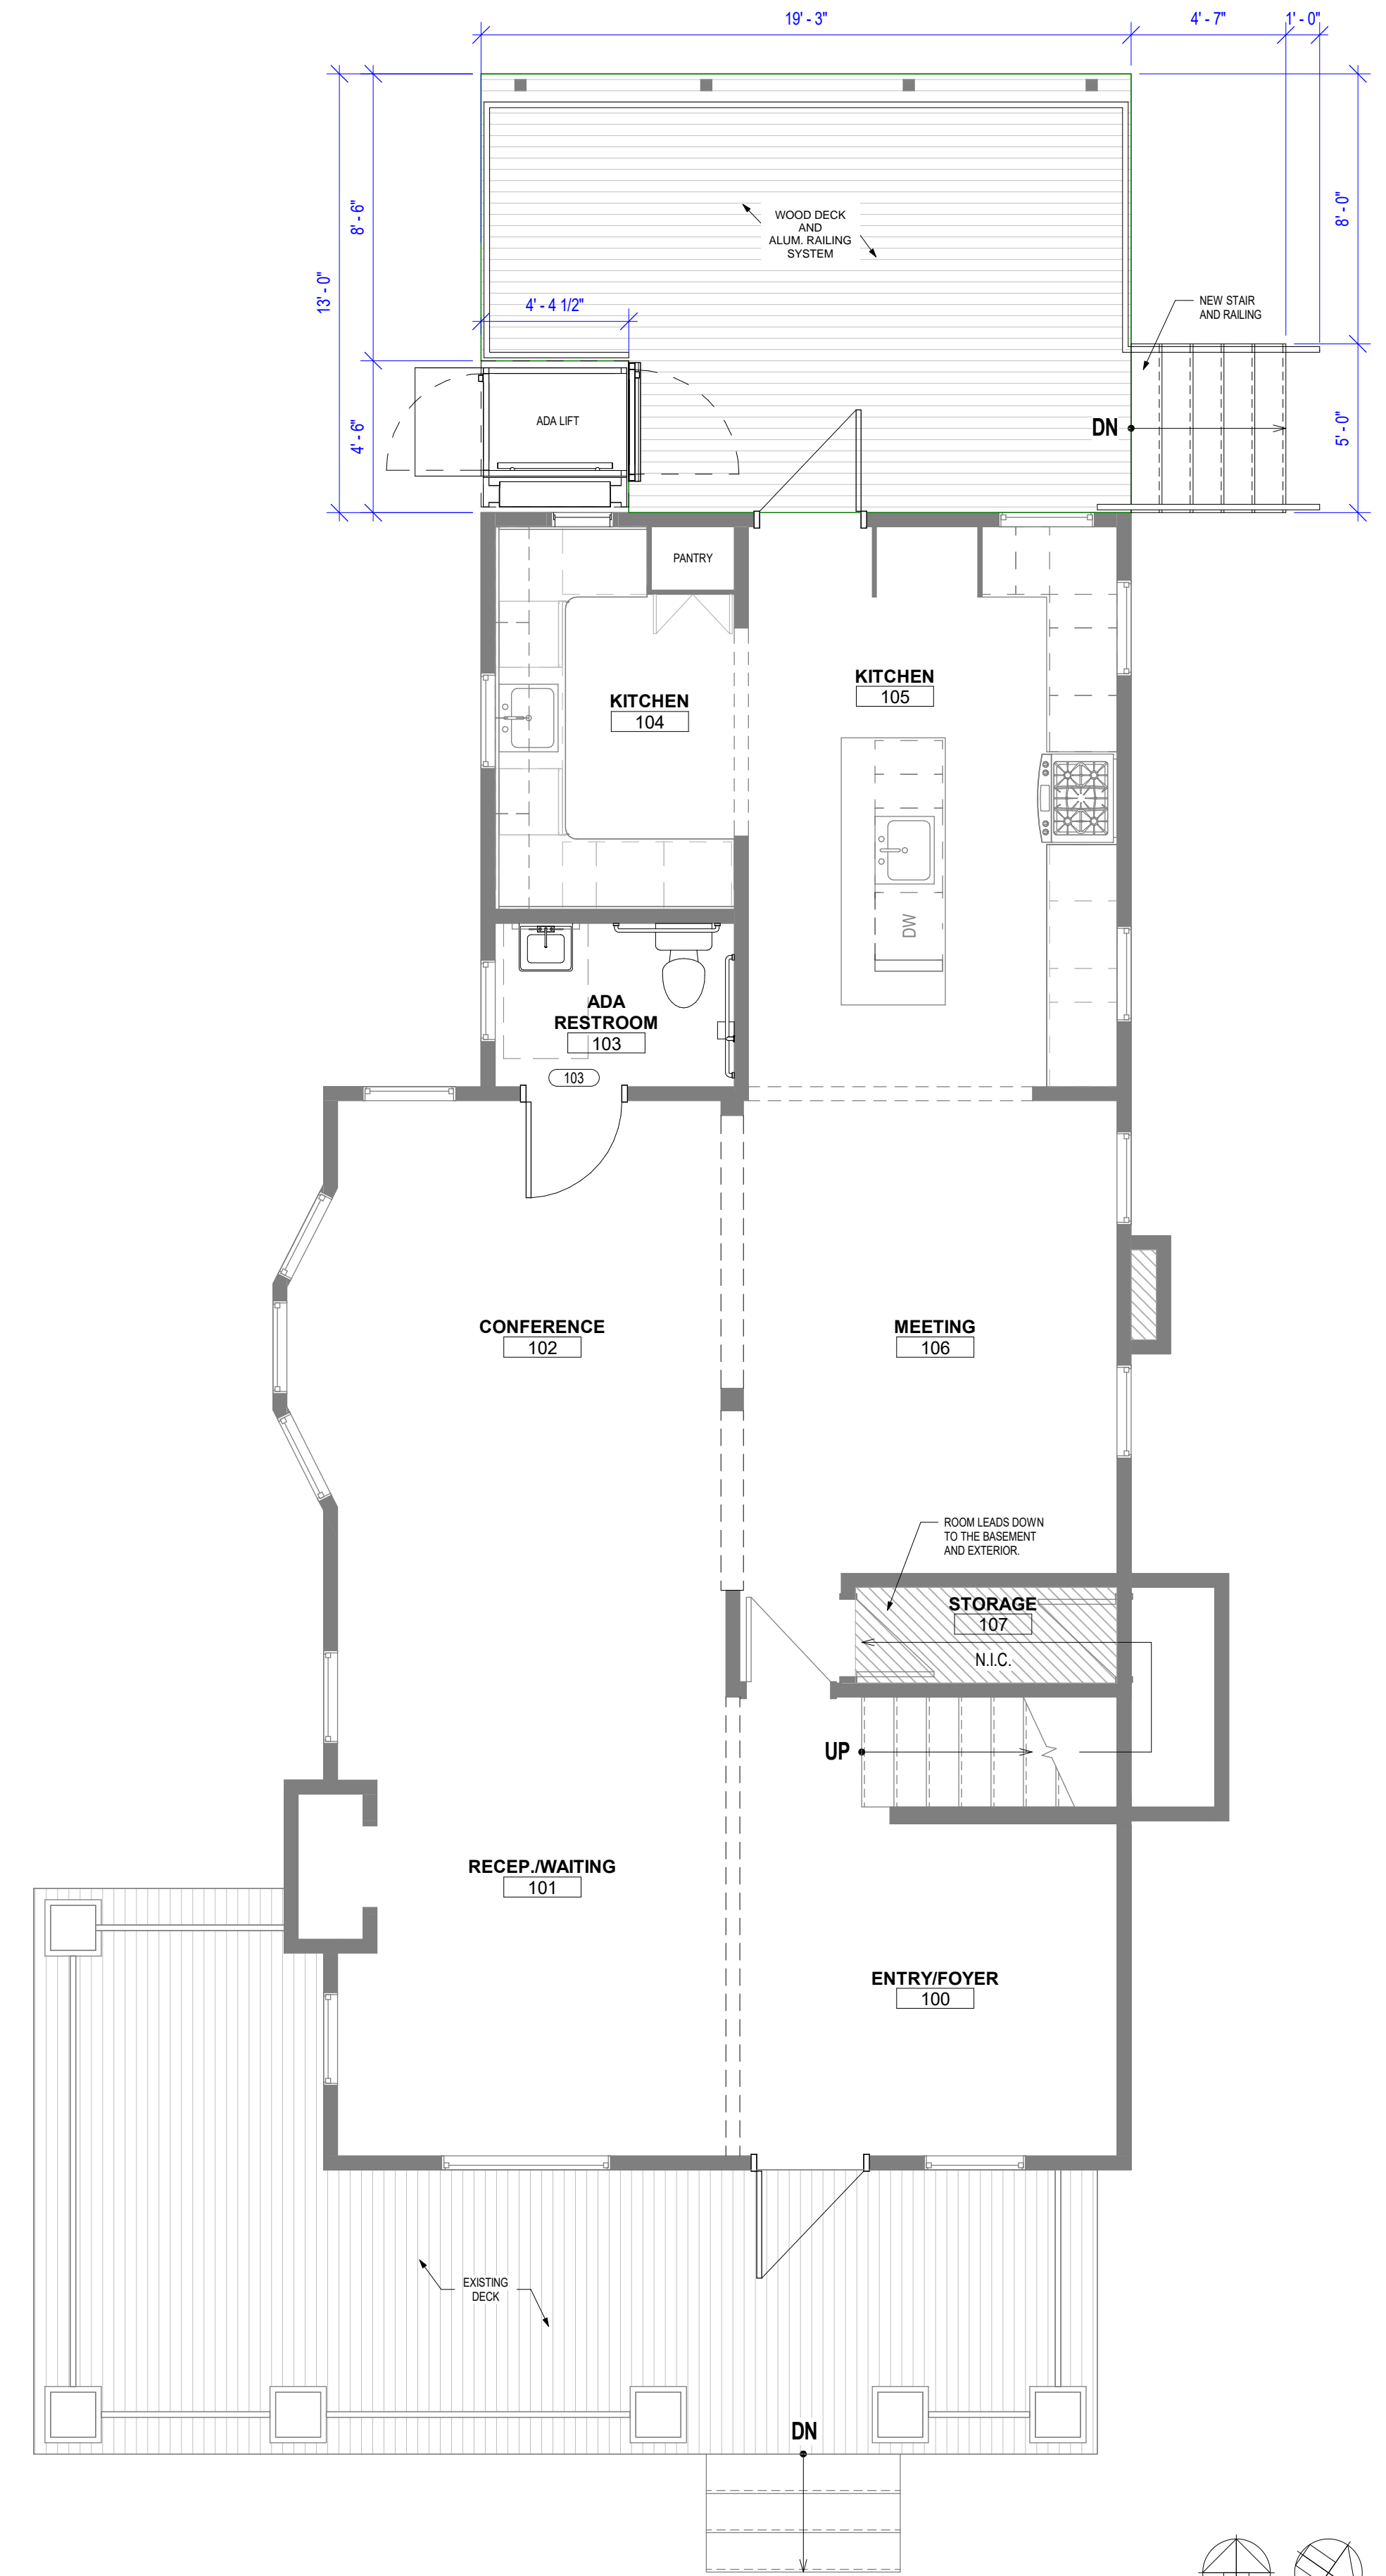 19' - 3"
4' - 7"
1' - 0"
8' - 6"
13' - 0"
8' - 0"
WOOD DECK
AND
ALUM. RAILING
SYSTEM
4' - 4 1/2"
NEW STAIR
AND RAILING
4' - 6"
ADA LIFT
DN
5' - 0"
PANTRY
KITCHEN
104
KITCHEN
105
DW
ADA
RESTROOM
103
103
CONFERENCE
102
MEETING
106
ROOM LEADS DOWN
TO THE BASEMENT
AND EXTERIOR.
STORAGE
107
N.I.C.
UP
RECEP./WAITING
101
ENTRY/FOYER
100
EXISTING
DECK
DN